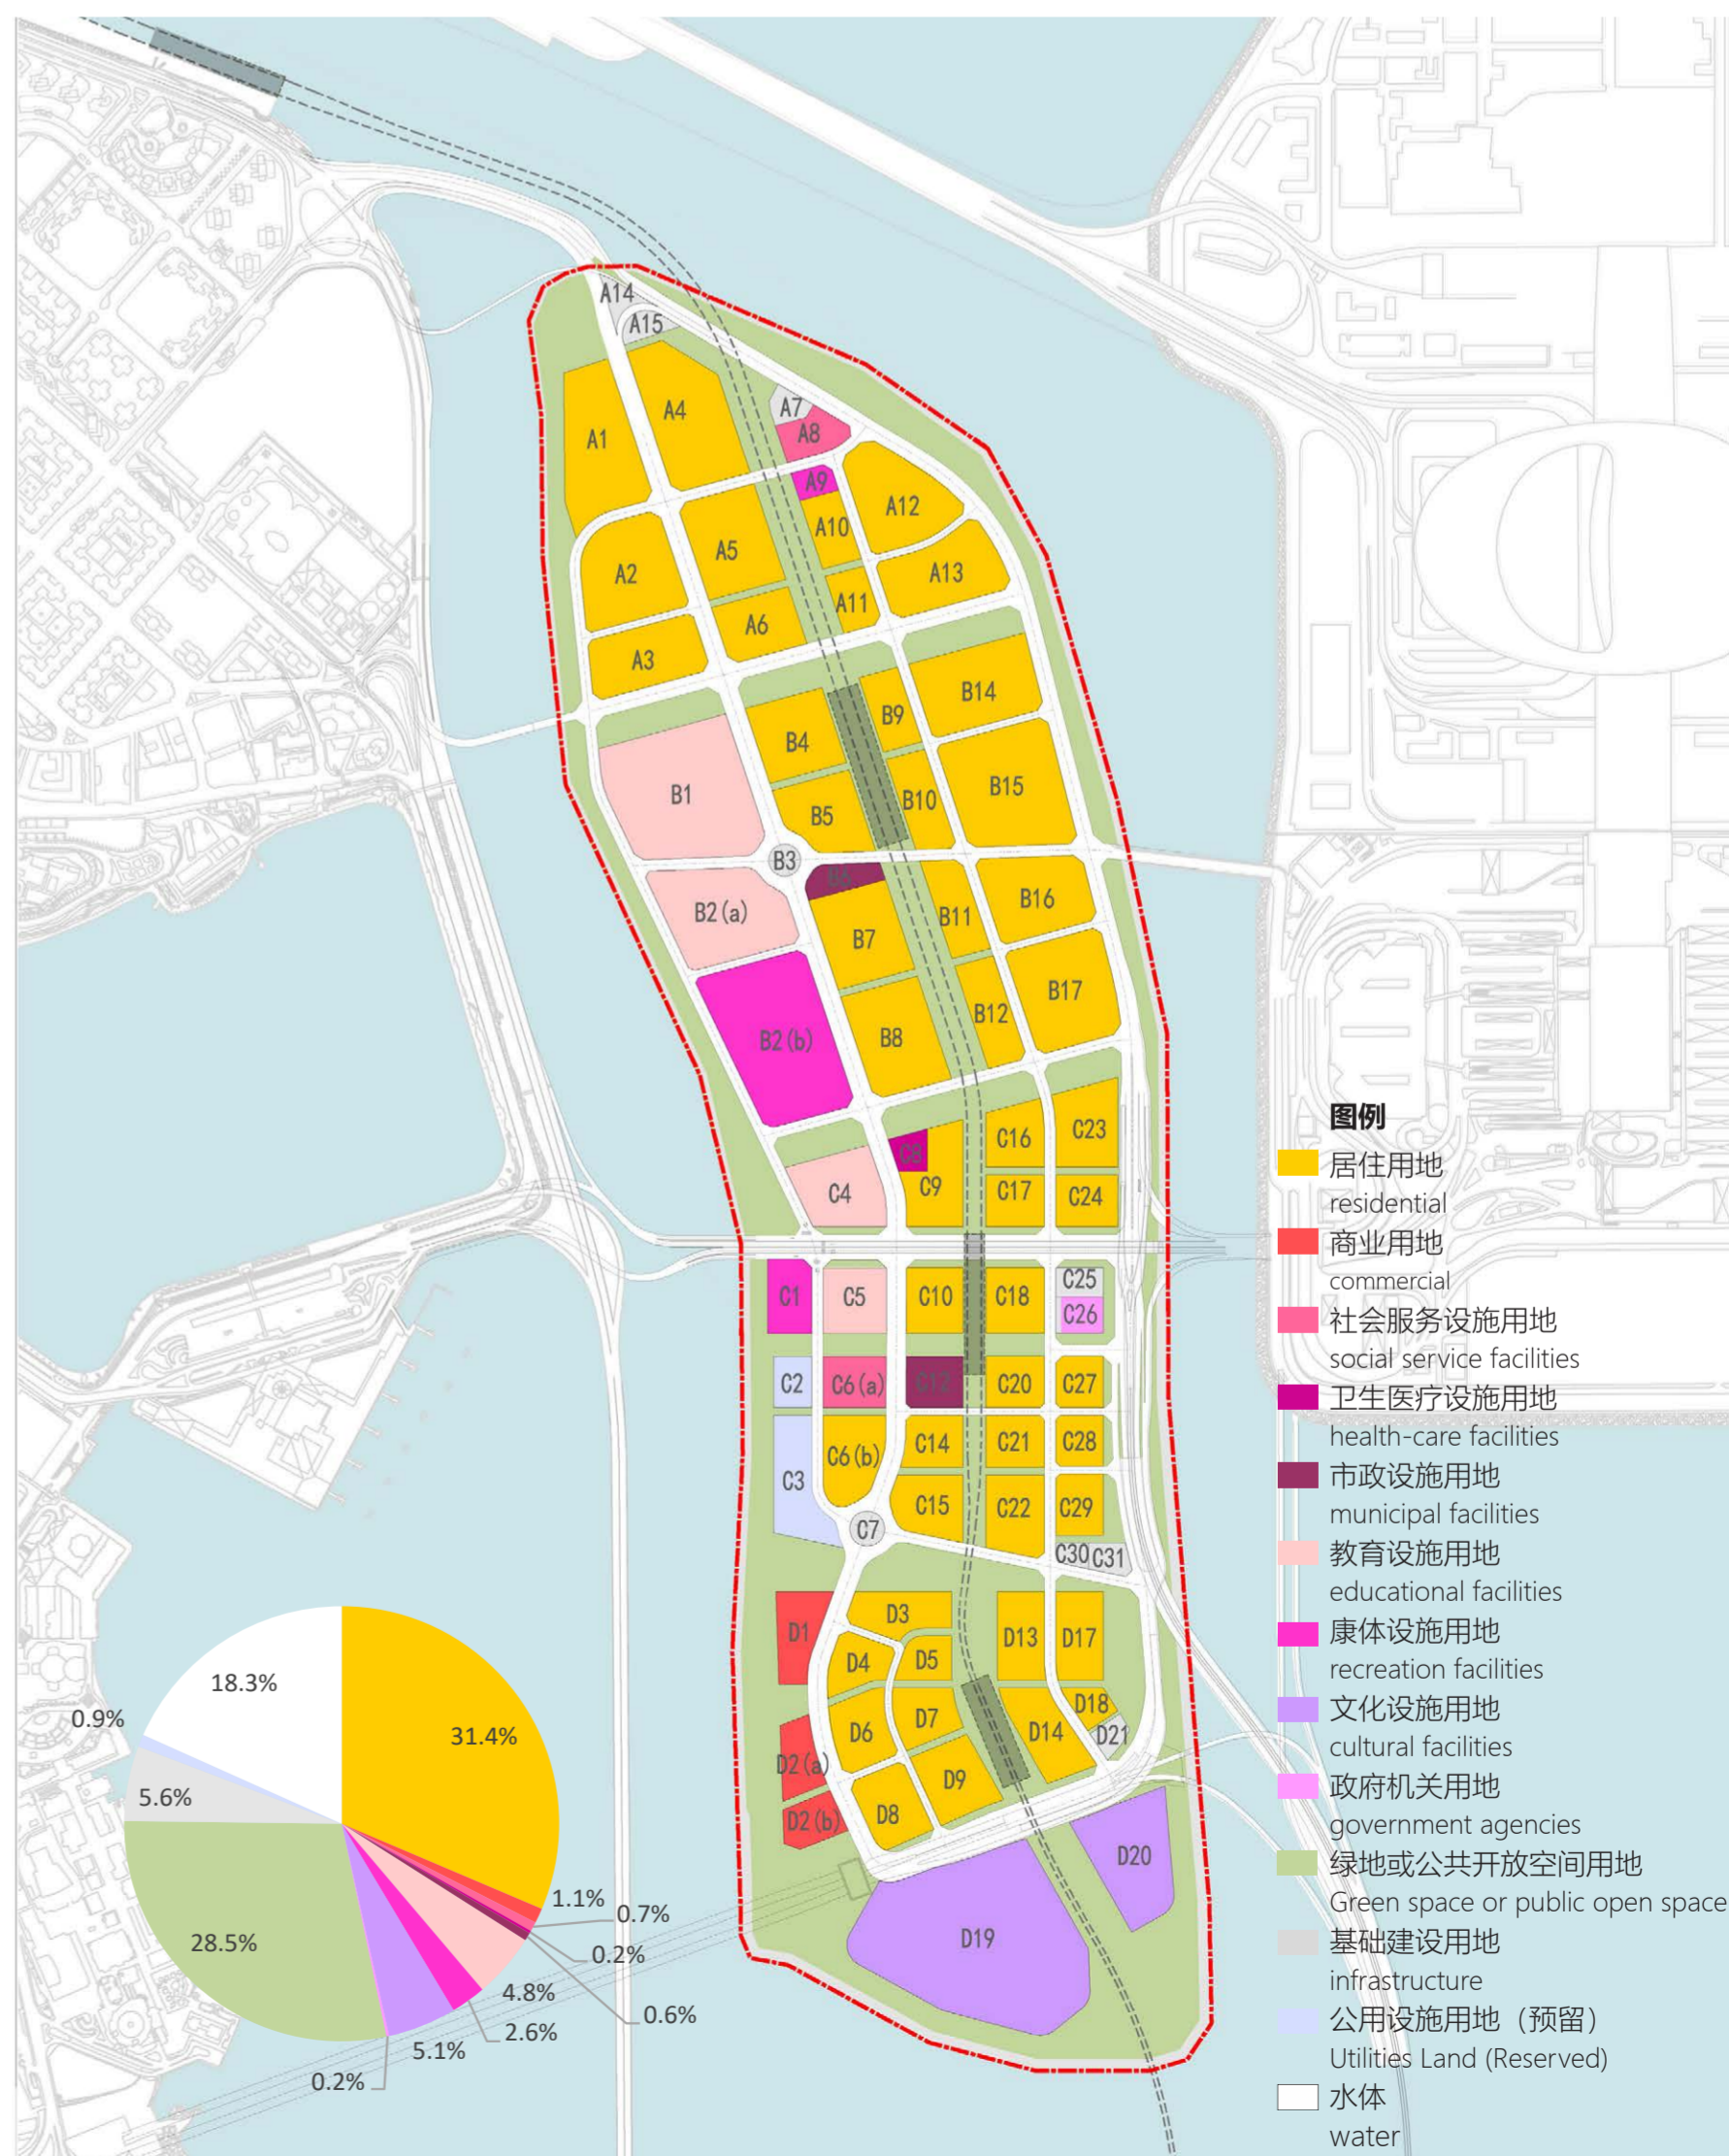 A14
A15
A7
A4
A8
A1
A9
A12
A10
A5
A13
A2
A11
A6
A3
B14
B9
B4
B15
B1
B10
B5
B3
B6
B16
B2(a)
B11
B7
B17
B12
B8
B2(b)
C23
C16
C8
C9
C17
C24
C4
C25
C1
C5
C10
C18
C26
C2
C6(a)
C12
C20
C27
C14
C21
C28
C6(b)
C3
C15
C22
C29
C7
C30
C31
D3
D1
D13
D17
D4
D5
D18
D7
D6
D14
D21
D2(a)
D9
D8
D2(b)
D20
D19
图例
居住用地
residential
商业用地
commercial
社会服务设施用地
social service facilities
卫生医疗设施用地
health-care facilities
市政设施用地
municipal facilities
教育设施用地
educational facilities
康体设施用地
recreation facilities
文化设施用地
cultural facilities
政府机关用地
government agencies
绿地或公共开放空间用地
Green space or public open space
基础建设用地
infrastructure
公用设施用地（预留）
Utilities Land (Reserved)
水体
water
18.3%
0.9%
31.4%
5.6%
1.1%
0.7%
28.5%
0.2%
4.8%
0.6%
2.6%
5.1%
0.2%